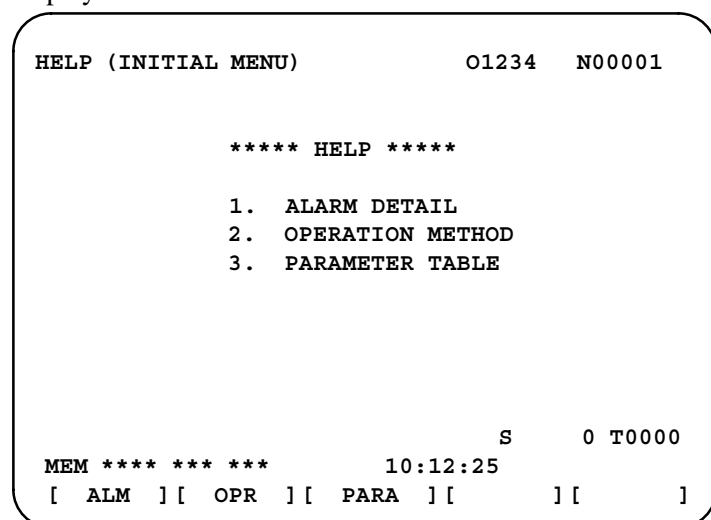 HELP (INITIAL MENU) O1234 N00001
***** HELP *****
1. ALARM DETAIL
2. OPERATION METHOD
3. PARAMETER TABLE
S 0 T0000
MEM **** *** *** 10:12:25
[ ALM ][ OPR ][ PARA ][ ][ ]